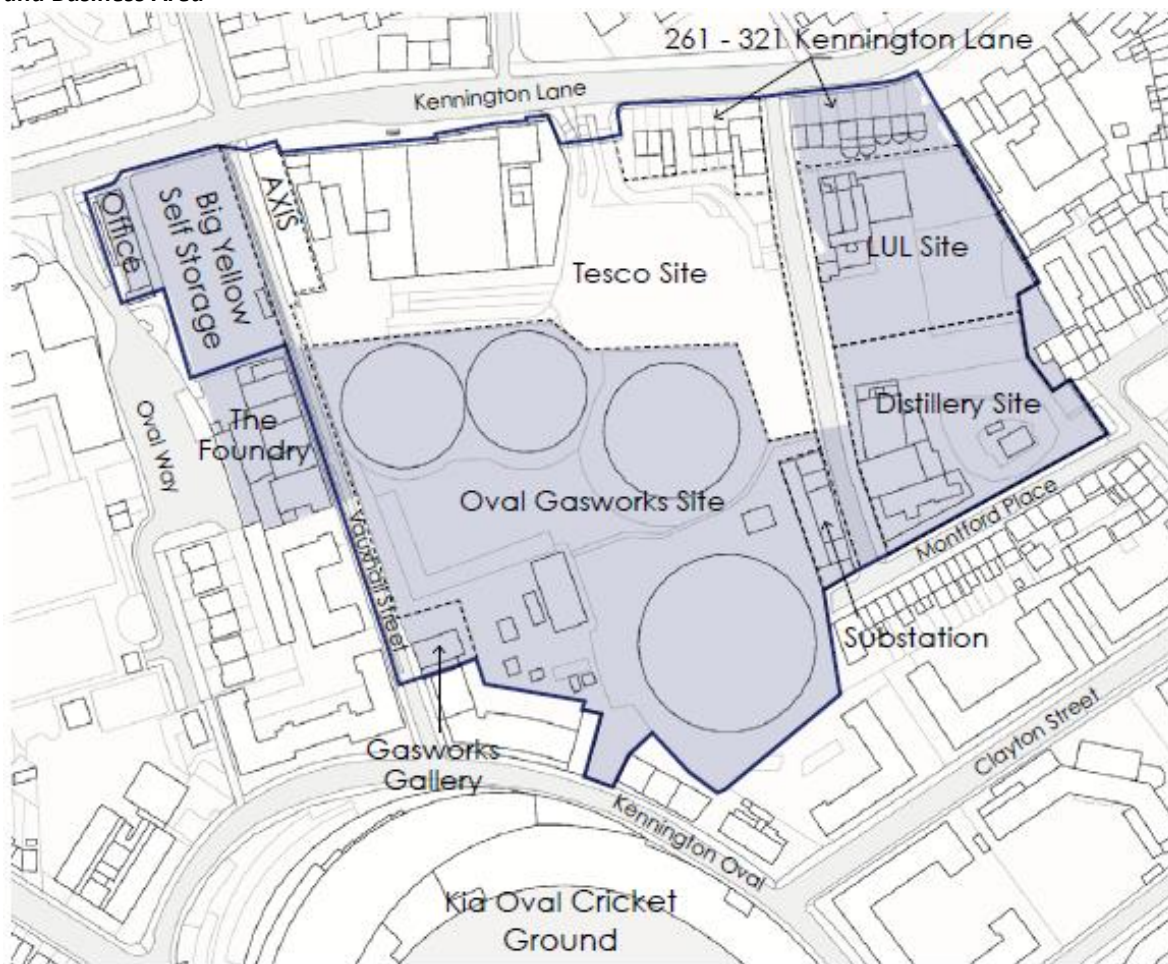 and Business Area
261 - 321 Kennington Lane
Kennington Lane
Office
Big Yellow
Self Storage
AXIS
Tesco Site
LUL Site
Oval Way
The
Foundry
Distillery Site
Oval Gasworks Site
Vauxhall Street
Montford Place
Substation
Gasworks
Gallery
Clayton Street
Kennington Oval
Kia Oval Cricket
Ground